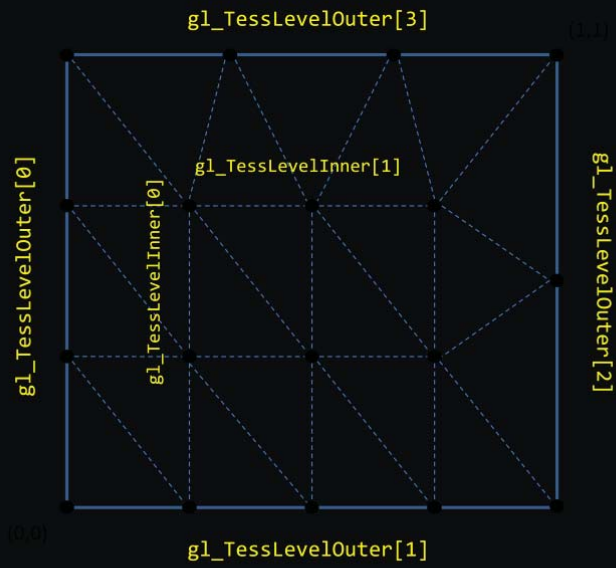 gl_TessLevelOuter[3]
(1,1)
gl_TessLevelInner[1]
gl_TessLevelOuter[0]
gl_TessLevelInner[0]
gl_TessLevelOuter[2]
(0,0)
gl_TessLevelOuter[1]